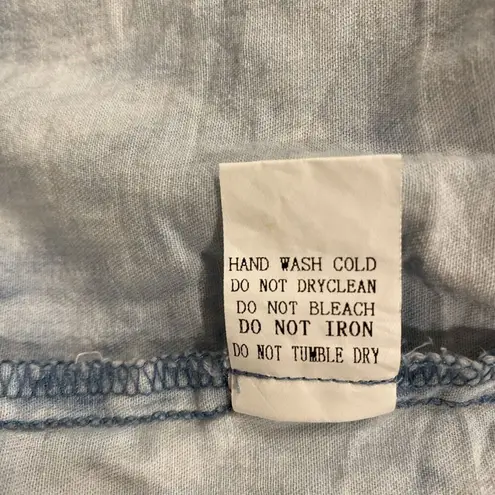 HAND WASH COLD
DO NOT DRYCLEAN
DO NOT BLEACH
DO NOT IRON
DO NOT TUMBLE DRY